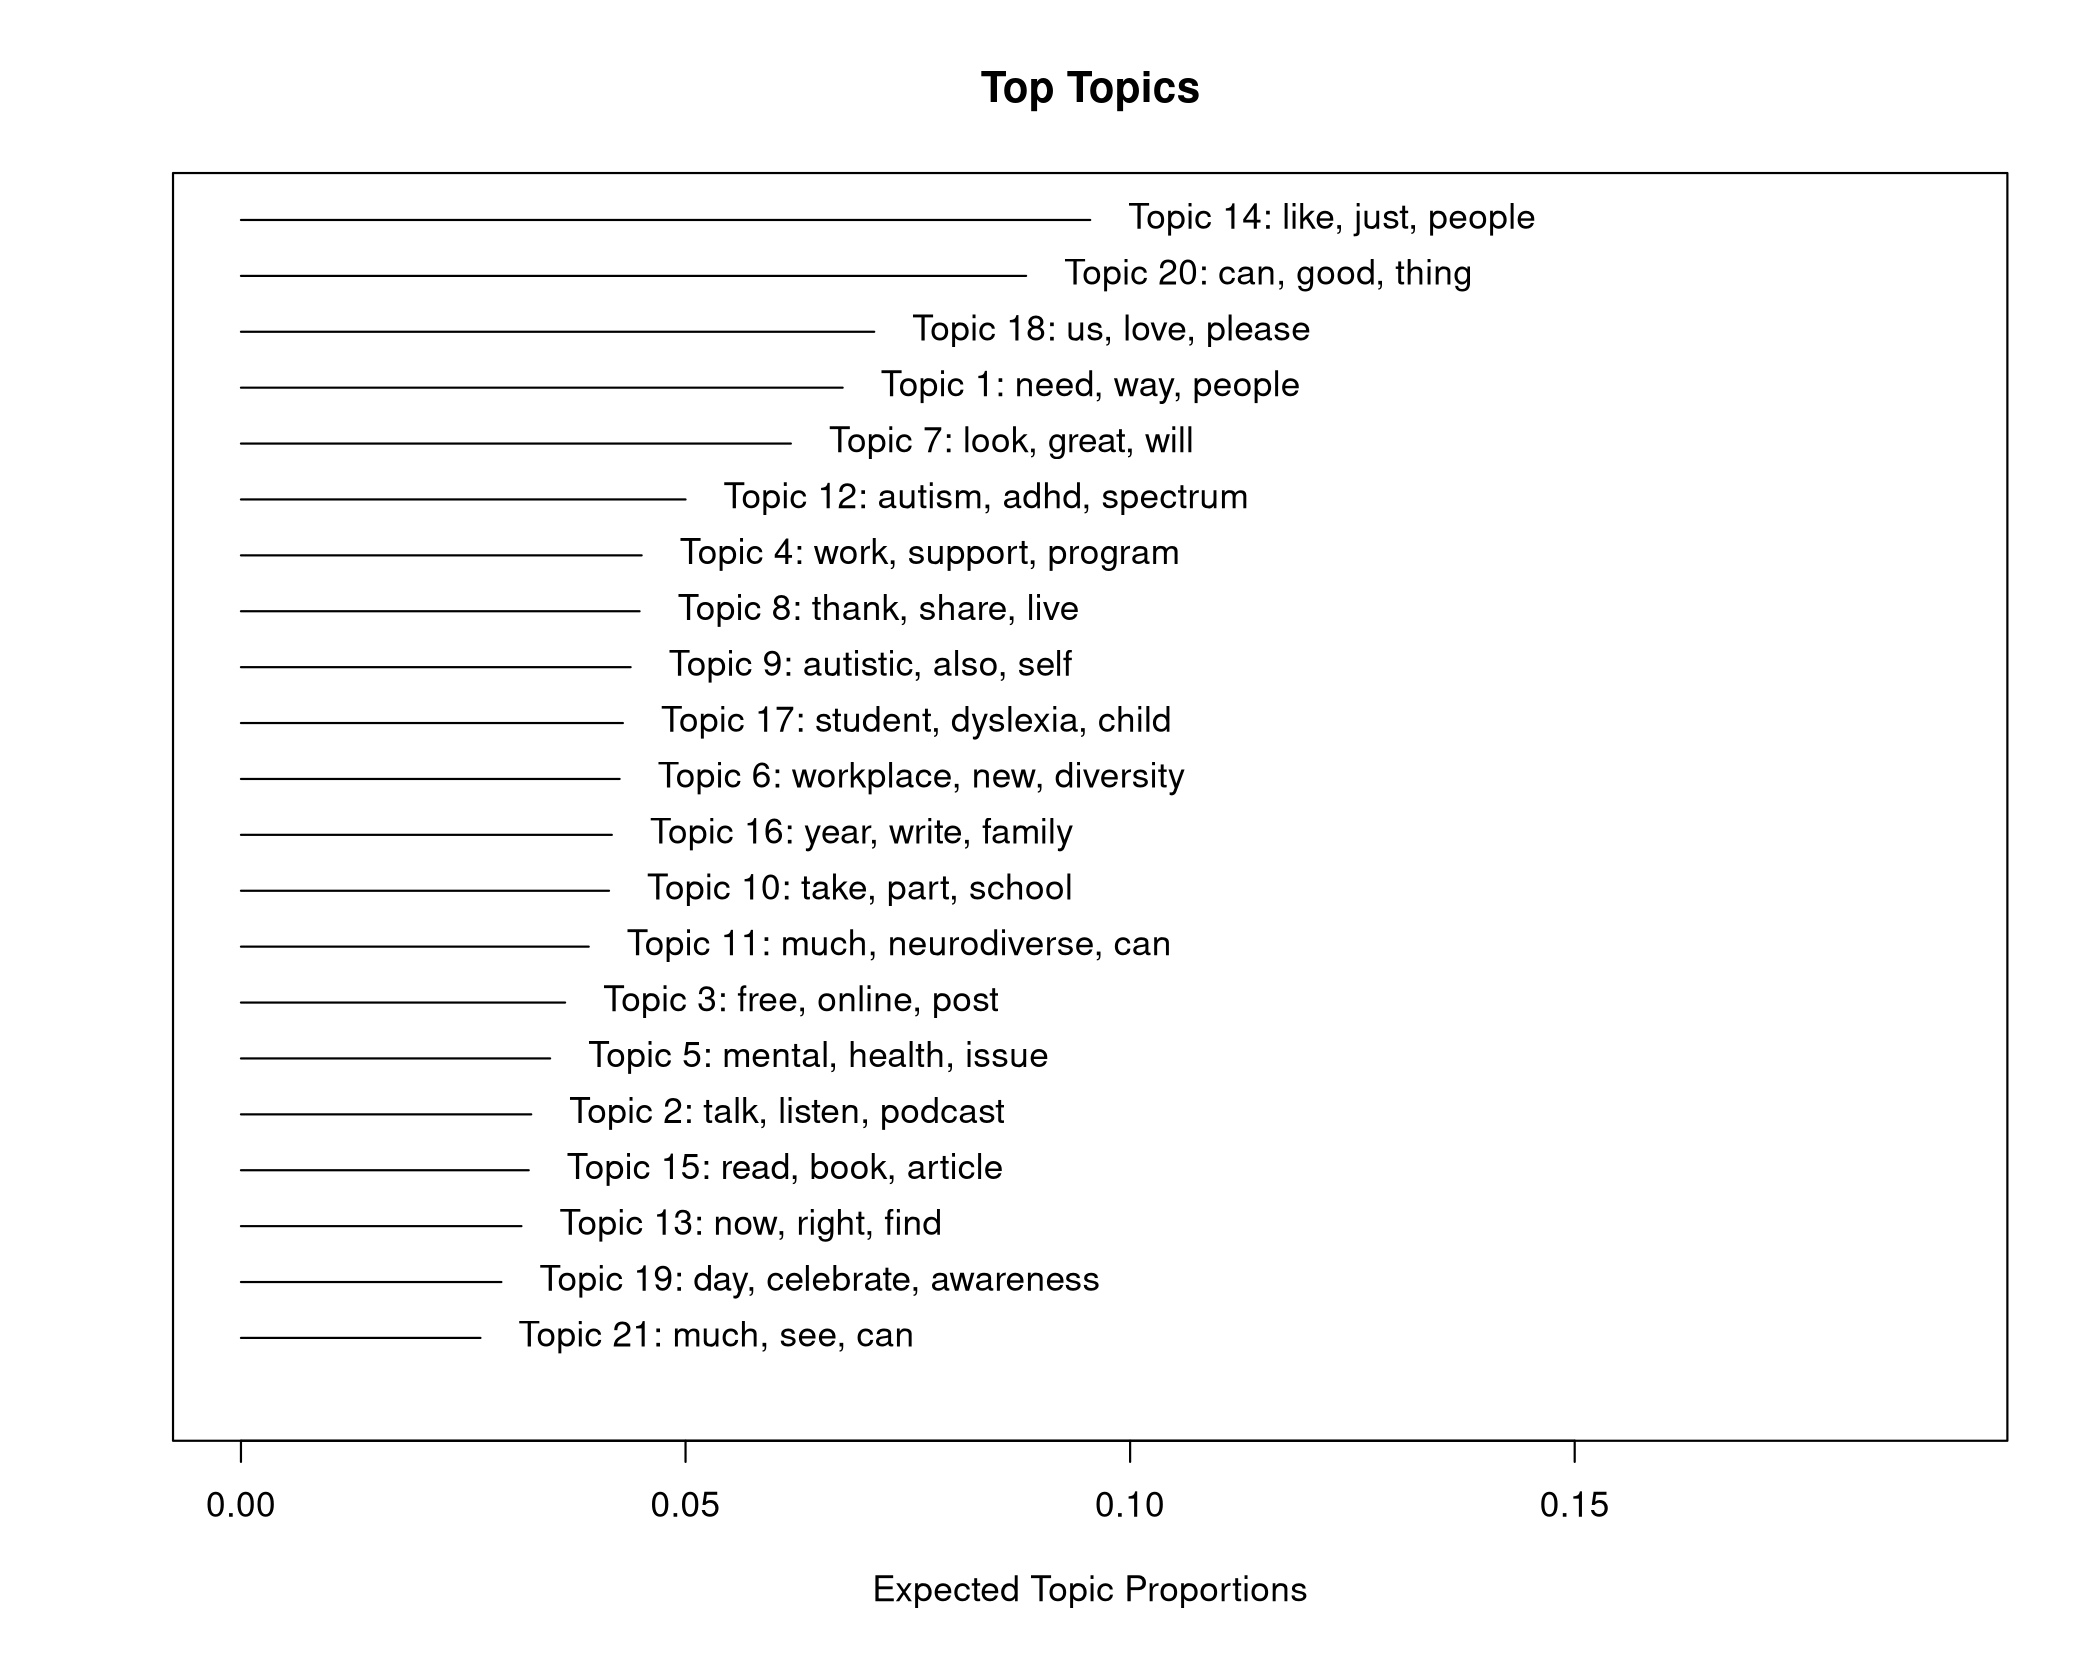 Top Topics
Topic 14: like, just, people
Topic 20: can, good, thing
Topic 18: us, love, please
Topic 1: need, way, people
Topic 7: look, great, will
Topic 12: autism, adhd, spectrum
Topic 4: work, support, program
Topic 8: thank, share, live
Topic 9: autistic, also, self
Topic 17: student, dyslexia, child
Topic 6: workplace, new, diversity
Topic 16: year, write, family
Topic 10: take, part, school
Topic 11: much, neurodiverse, can
Topic 3: free, online, post
Topic 5: mental, health, issue
Topic 2: talk, listen, podcast
Topic 15: read, book, article
Topic 13: now, right, find
Topic 19: day, celebrate, awareness
Topic 21: much, see, can
0.00 0.05 0.10 0.15
Expected Topic Proportions